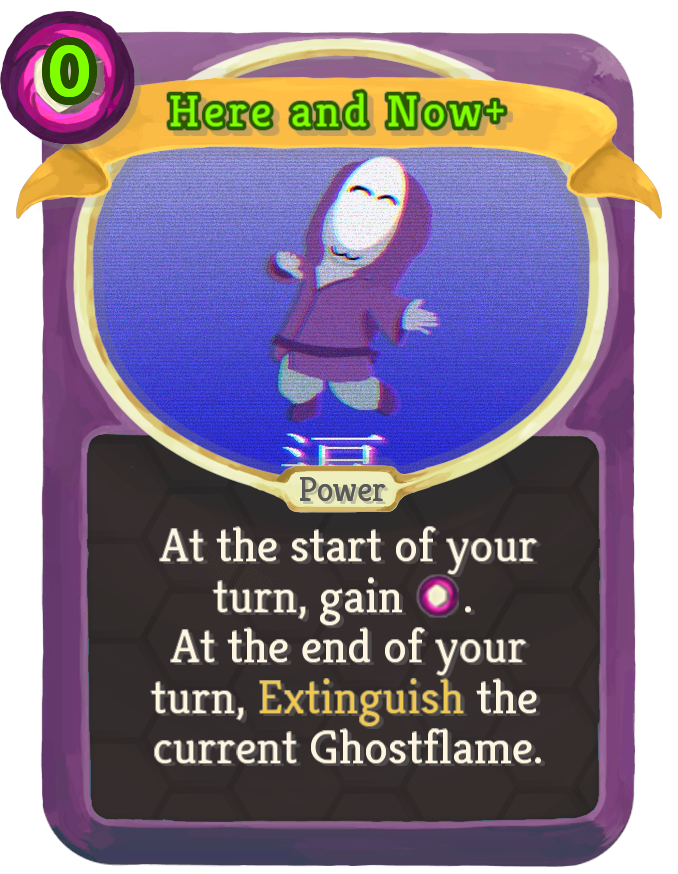 0
Here and Now+
Power
At the start of your
turn, gain .
At the end of your
turn, Extinguish the
current Ghostflame.